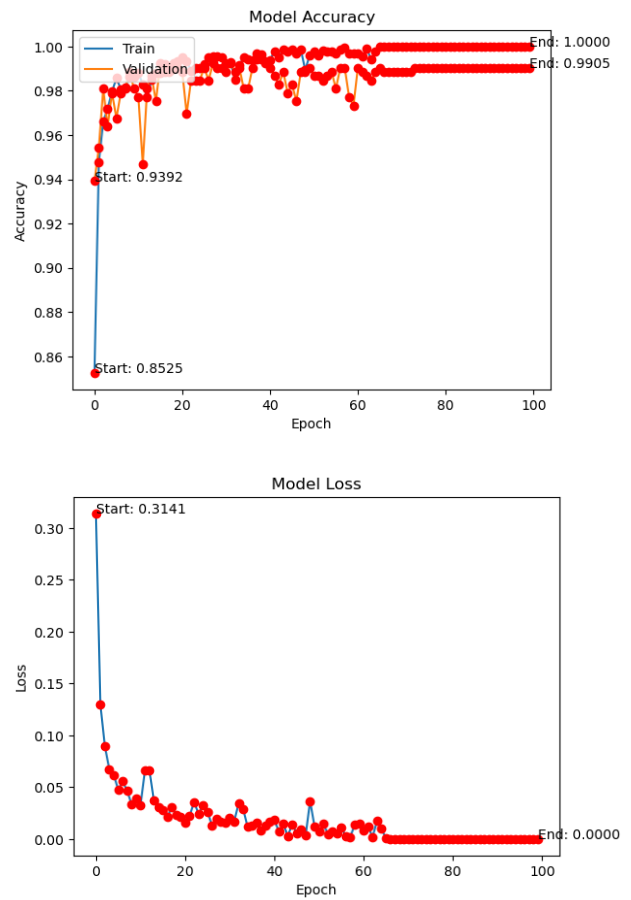 Model Accuracy
1.00
0.98
0.96
0.94
0.92
0.90
0.88
0.86
Accuracy
Train
Validation
End: 1.0000
End: 0.9905
Start: 0.9392
Start: 0.8525
0
20
40
60
80
100
Epoch
Model Loss
0.30
0.25
0.20
0.15
0.10
0.05
0.00
Loss
Start: 0.3141
End: 0.0000
0
20
40
60
80
100
Epoch